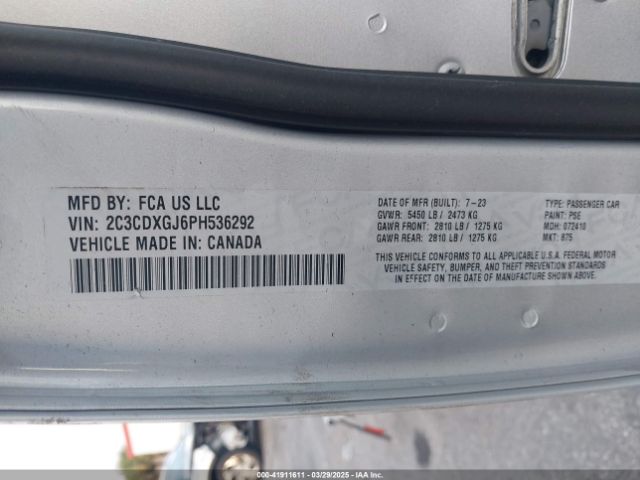 MFD BY: FCA US LLC
VIN: 2C3CDXGJ6PH536292
VEHICLE MADE IN: CANADA
DATE OF MFR (BUILT): 7-23
GVWR: 5450 LB / 2473 KG
GAWR FRONT: 2810 LB / 1275 KG
GAWR REAR: 2810 LB / 1275 KG
TYPE: PASSENGER CAR
PAINT: PSE
MDH: 072410
MKT: 875
THIS VEHICLE CONFORMS TO ALL APPLICABLE U.S.A. FEDERAL MOTOR
VEHICLE SAFETY, BUMPER, AND THEFT PREVENTION STANDARDS
IN EFFECT ON THE DATE OF MANUFACTURE SHOWN ABOVE.
000-41911611 - 03/29/2025 - IAAI.COM